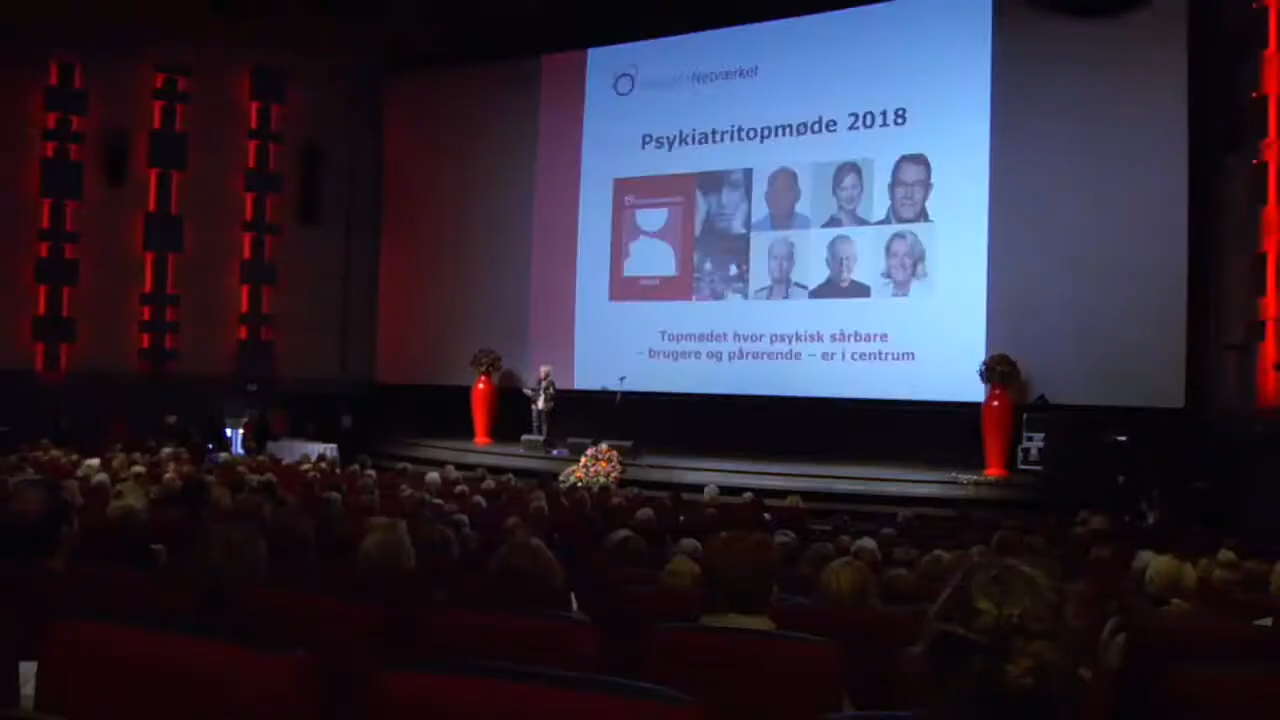 Netværket
Psykiatritopmøde 2018
Topmødet hvor psykisk sårbare
– brugere og pårørende – er i centrum